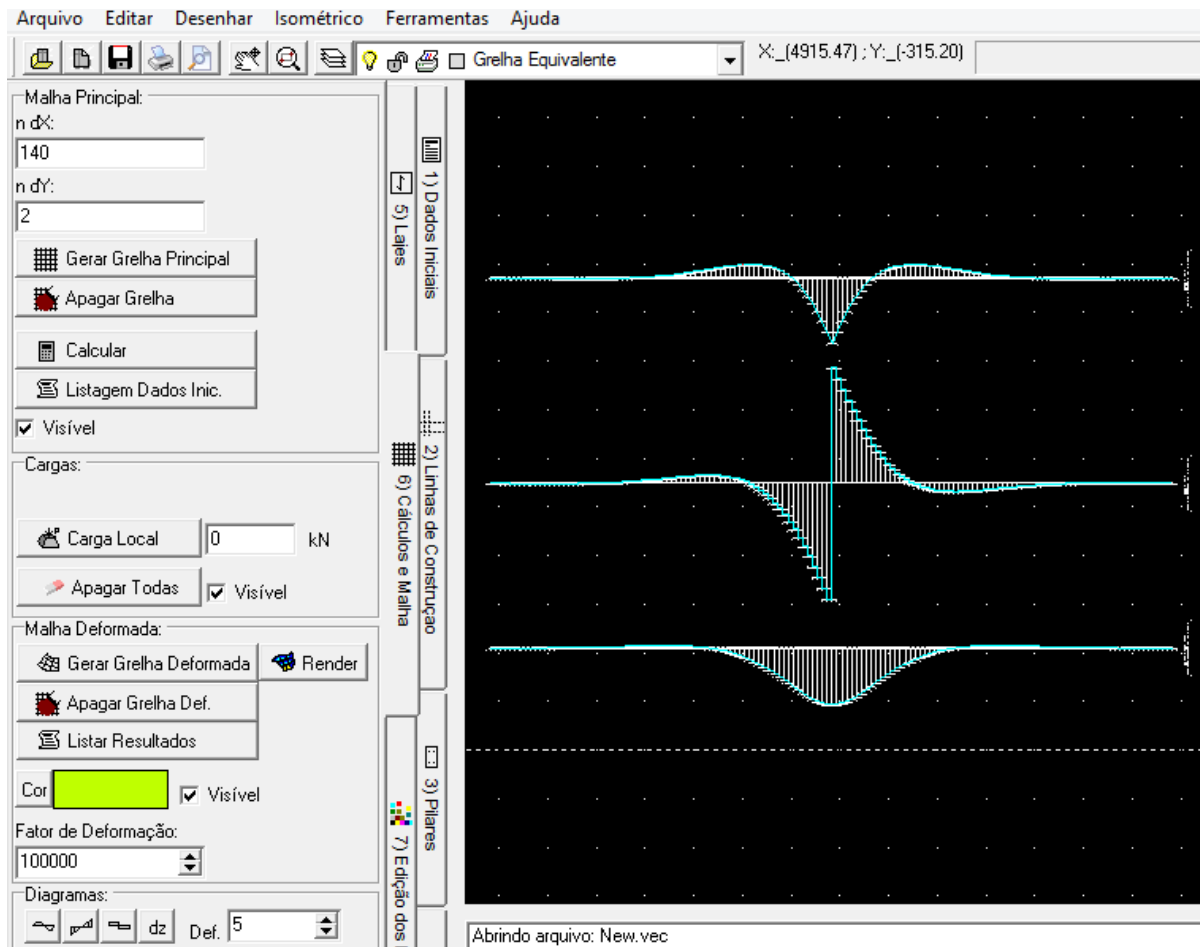 Arquivo Editar Desenhar Isométrico Ferramentas Ajuda
Grelha Equivalente
X:_(4915.47) ; Y:_(-315.20)
Malha Principal:
n dX:
140
n dY:
2
Gerar Grelha Principal
Apagar Grelha
Calcular
Listagem Dados Inic.
Visível
Cargas:
Carga Local 0 kN
Apagar Todas Visível
Malha Deformada:
Gerar Grelha Deformada Render
Apagar Grelha Def.
Listar Resultados
Cor Visível
Fator de Deformação:
100000
Diagramas:
dz Def. 5
5) Lajes
6) Cálculos e Malha
7) Edição dos
1) Dados Iniciais
2) Linhas de Construçao
3) Pilares
Abrindo arquivo: New.vec